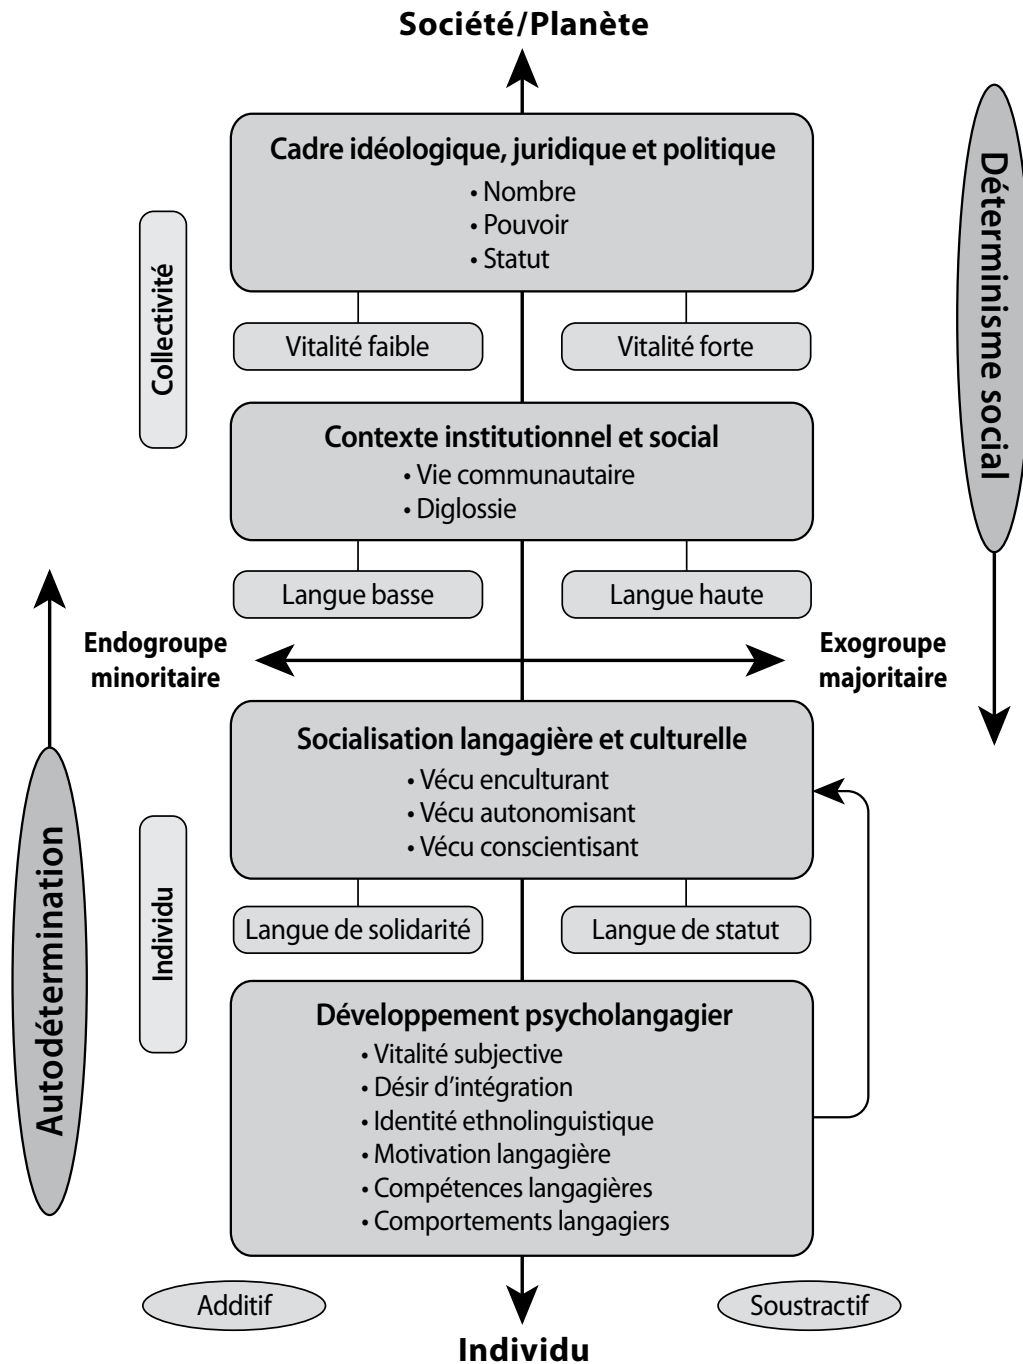 Société/Planète
Cadre idéologique, juridique et politique
• Nombre
• Pouvoir
• Statut
Collectivité
Déterminisme social
Vitalité faible
Vitalité forte
Contexte institutionnel et social
• Vie communautaire
• Diglossie
Langue basse
Langue haute
Endogroupe
minoritaire
Exogroupe
majoritaire
Socialisation langagière et culturelle
• Vécu enculturant
• Vécu autonomisant
• Vécu conscientisant
Autodétermination
Individu
Langue de solidarité
Langue de statut
Développement psycholangagier
• Vitalité subjective
• Désir d'intégration
• Identité ethnolinguistique
• Motivation langagière
• Compétences langagières
• Comportements langagiers
Additif
Soustractif
Individu